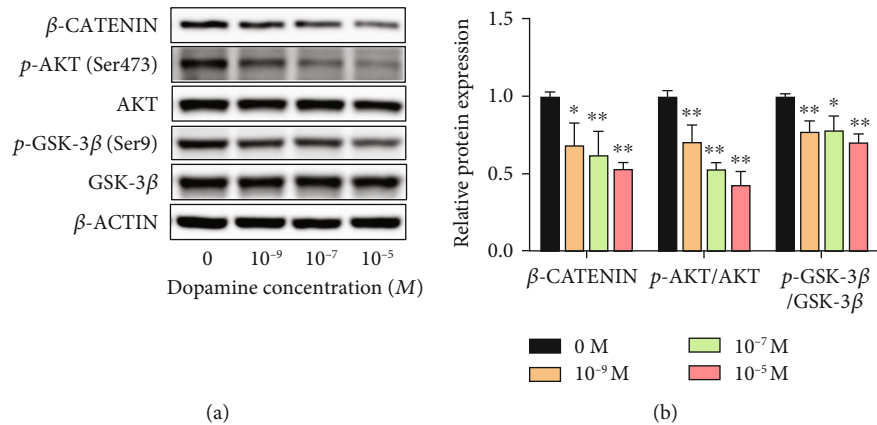 β-CATENIN
p-AKT (Ser473)
AKT
p-GSK-3β (Ser9)
GSK-3β
β-ACTIN
0 10⁻⁹ 10⁻⁷ 10⁻⁵
Dopamine concentration (M)
(a)
Relative protein expression
1.5
1.0
0.5
0.0
* ** **
** ** **
** * **
β-CATENIN p-AKT/AKT p-GSK-3β
/GSK-3β
0 M 10⁻⁷ M
10⁻⁹ M 10⁻⁵ M
(b)